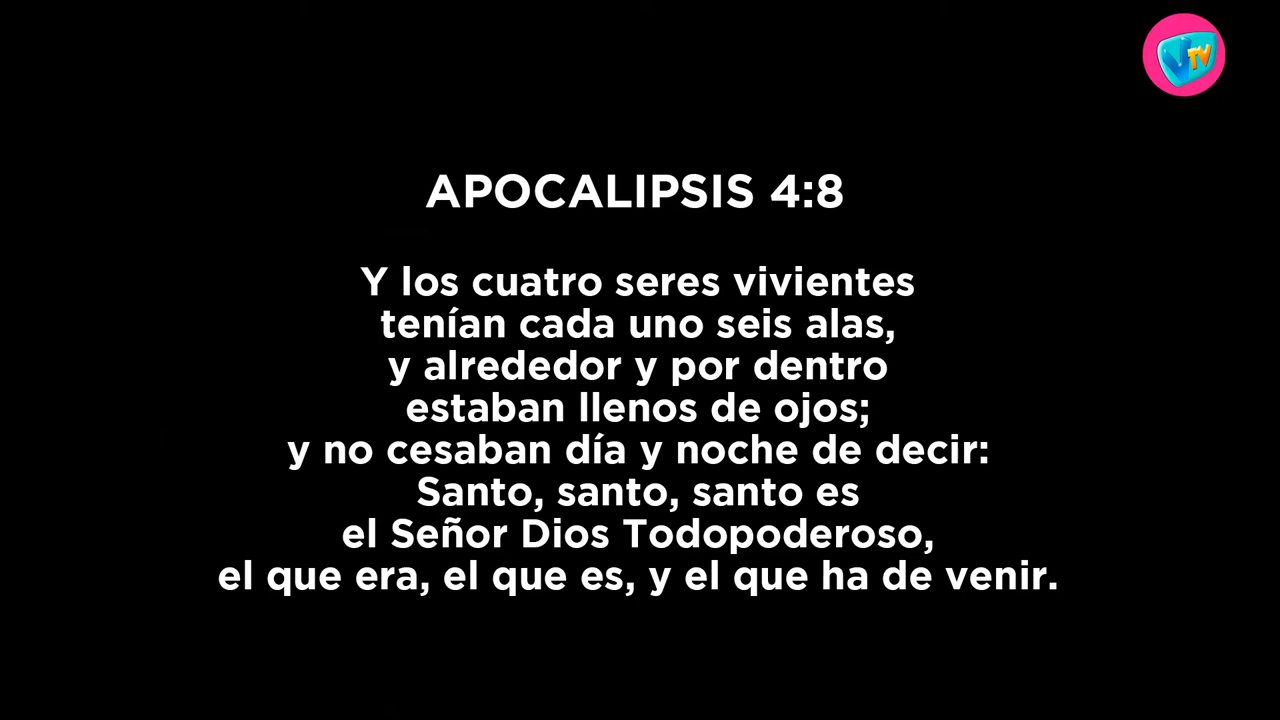 VTV
APOCALIPSIS 4:8
Y los cuatro seres vivientes
tenían cada uno seis alas,
y alrededor y por dentro
estaban llenos de ojos;
y no cesaban día y noche de decir:
Santo, santo, santo es
el Señor Dios Todopoderoso,
el que era, el que es, y el que ha de venir.